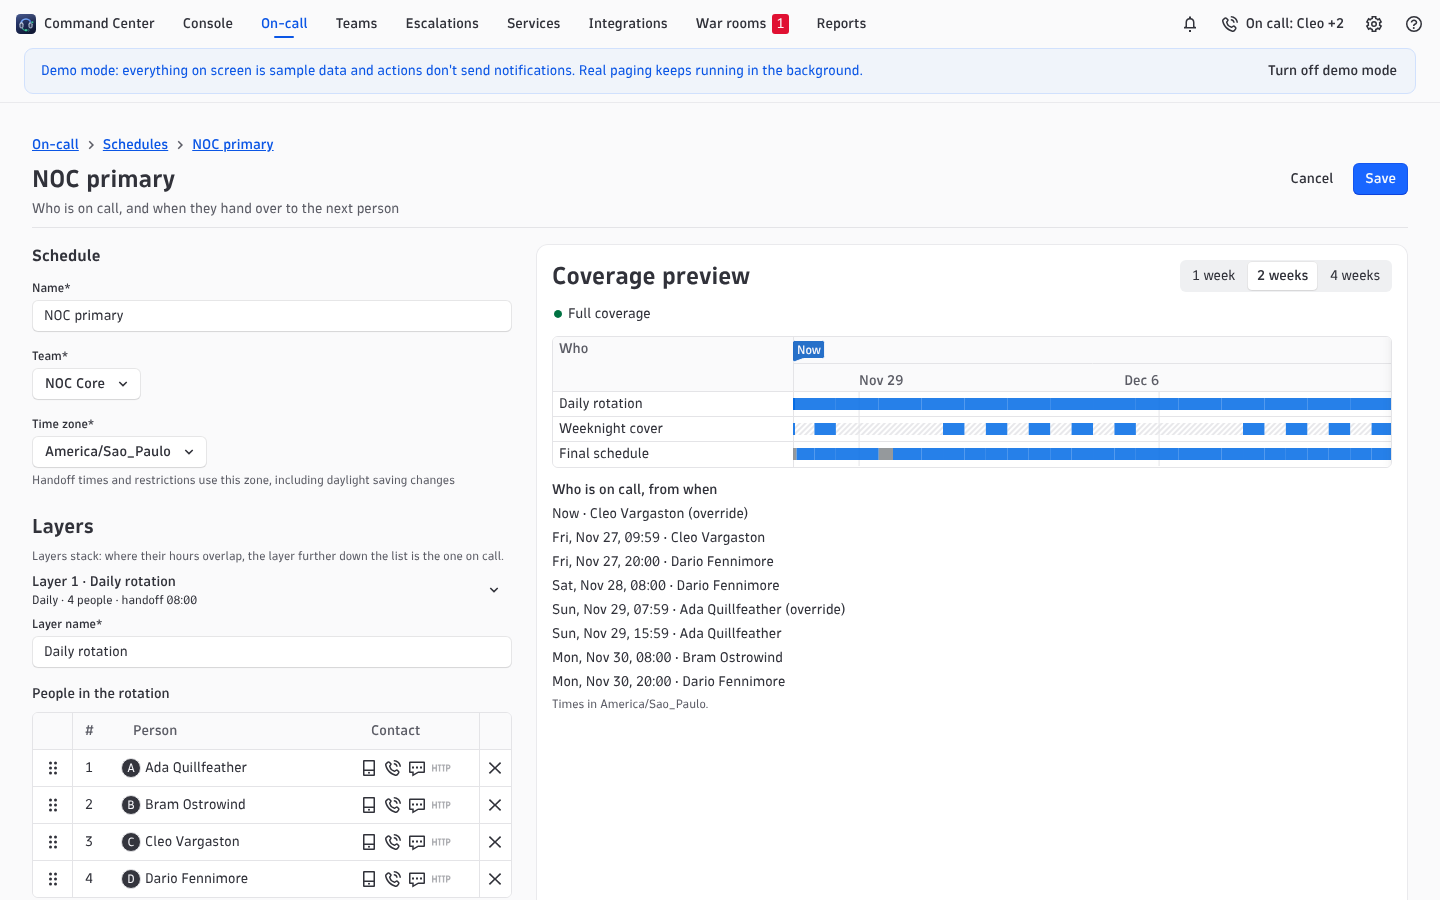 Command Center
Console
On-call
Teams
Escalations
Services
Integrations
War rooms 1
Reports
On call: Cleo +2
Demo mode: everything on screen is sample data and actions don't send notifications. Real paging keeps running in the background.
Turn off demo mode
On-call > Schedules > NOC primary
NOC primary
Cancel
Save
Who is on call, and when they hand over to the next person
Schedule
Name*
NOC primary
Team*
NOC Core
Time zone*
America/Sao_Paulo
Handoff times and restrictions use this zone, including daylight saving changes
Layers
Layers stack: where their hours overlap, the layer further down the list is the one on call.
Layer 1 · Daily rotation
Daily · 4 people · handoff 08:00
Layer name*
Daily rotation
People in the rotation
# Person Contact
1 A Ada Quillfeather HTTP
2 B Bram Ostrowind HTTP
3 C Cleo Vargaston HTTP
4 D Dario Fennimore HTTP
Coverage preview
1 week
2 weeks
4 weeks
Full coverage
Who
Now
Nov 29
Dec 6
Daily rotation
Weeknight cover
Final schedule
Who is on call, from when
Now · Cleo Vargaston (override)
Fri, Nov 27, 09:59 · Cleo Vargaston
Fri, Nov 27, 20:00 · Dario Fennimore
Sat, Nov 28, 08:00 · Dario Fennimore
Sun, Nov 29, 07:59 · Ada Quillfeather (override)
Sun, Nov 29, 15:59 · Ada Quillfeather
Mon, Nov 30, 08:00 · Bram Ostrowind
Mon, Nov 30, 20:00 · Dario Fennimore
Times in America/Sao_Paulo.